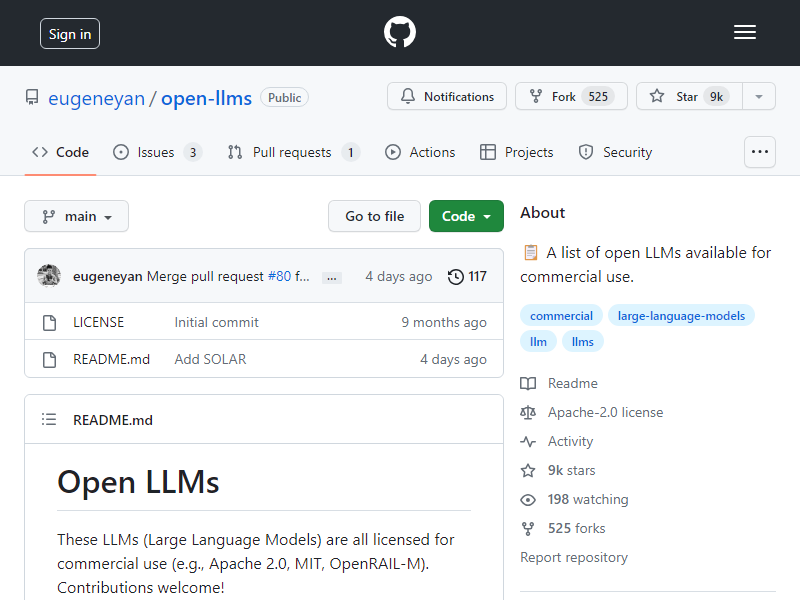 Sign in
eugeneyan / open-llms Public
Notifications
Fork 525
Star 9k
Code
Issues 3
Pull requests 1
Actions
Projects
Security
main
Go to file
Code
eugeneyan Merge pull request #80 f... ... 4 days ago 117
LICENSE Initial commit 9 months ago
README.md Add SOLAR 4 days ago
README.md
Open LLMs
These LLMs (Large Language Models) are all licensed for
commercial use (e.g., Apache 2.0, MIT, OpenRAIL-M).
Contributions welcome!
About
📋 A list of open LLMs available for
commercial use.
commercial large-language-models
llm llms
Readme
Apache-2.0 license
Activity
9k stars
198 watching
525 forks
Report repository